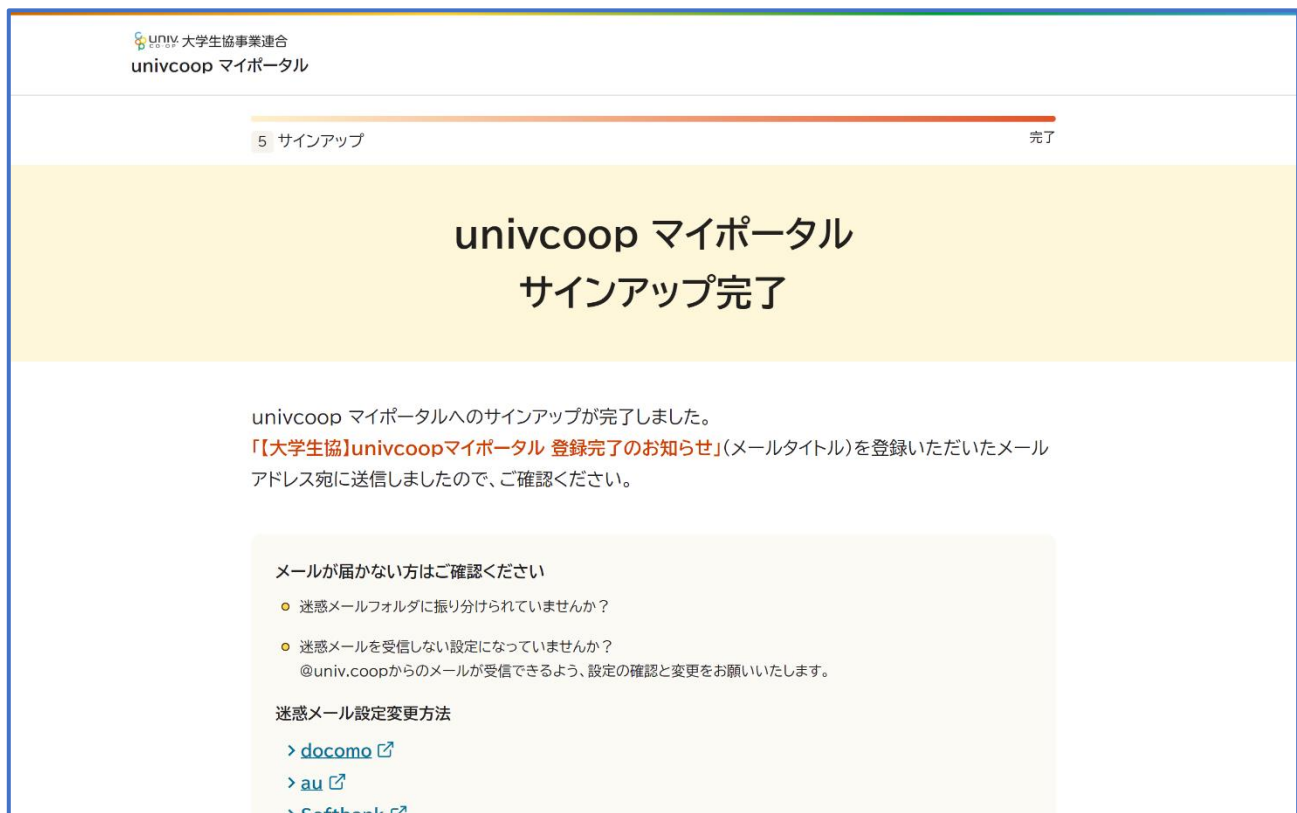 univ. CO-OP 大学生協事業連合
univcoop マイポータル
5 サインアップ
完了
univcoop マイポータル
サインアップ完了
univcoop マイポータルへのサインアップが完了しました。
「【大学生協】univcoopマイポータル 登録完了のお知らせ」(メールタイトル)を登録いただいたメール
アドレス宛に送信しましたので、ご確認ください。
メールが届かない方はご確認ください
迷惑メールフォルダに振り分けられていませんか？
迷惑メールを受信しない設定になっていませんか？
@univ.coopからのメールが受信できるよう、設定の確認と変更をお願いいたします。
迷惑メール設定変更方法
docomo
au
Softbank